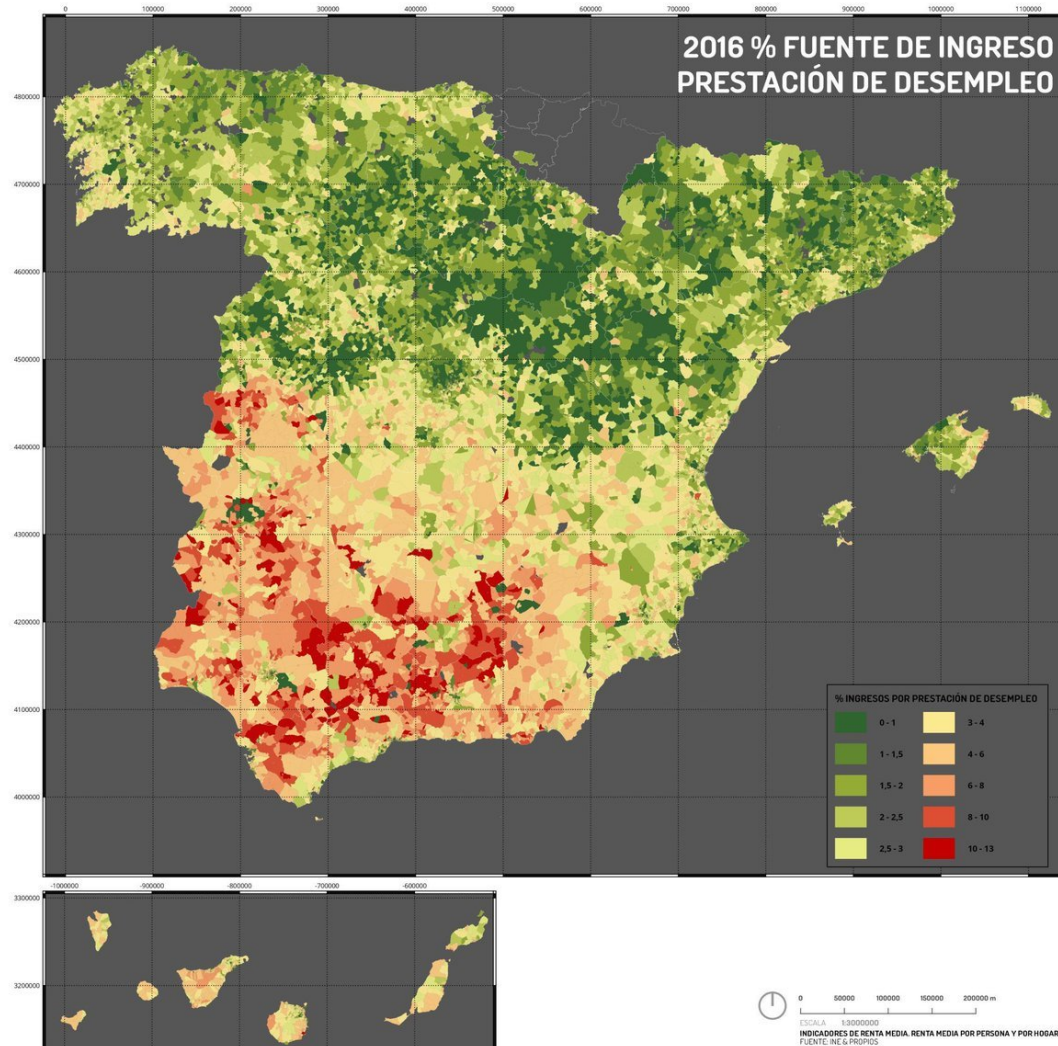 0 100000 200000 300000 400000 500000 600000 700000 800000 900000 1000000 1100000
2016 % FUENTE DE INGRESO
PRESTACIÓN DE DESEMPLEO
4800000
4700000
4600000
4500000
4400000
4300000
4200000
4100000
4000000
% INGRESOS POR PRESTACIÓN DE DESEMPLEO
0 - 1 3 - 4
1 - 1,5 4 - 6
1,5 - 2 6 - 8
2 - 2,5 8 - 10
2,5 - 3 10 - 13
-1000000 -900000 -800000 -700000 -600000
3300000
3200000
0 50000 100000 150000 200000 m
ESCALA 1:3000000
INDICADORES DE RENTA MEDIA. RENTA MEDIA POR PERSONA Y POR HOGAR
FUENTE: INE & PROPIOS